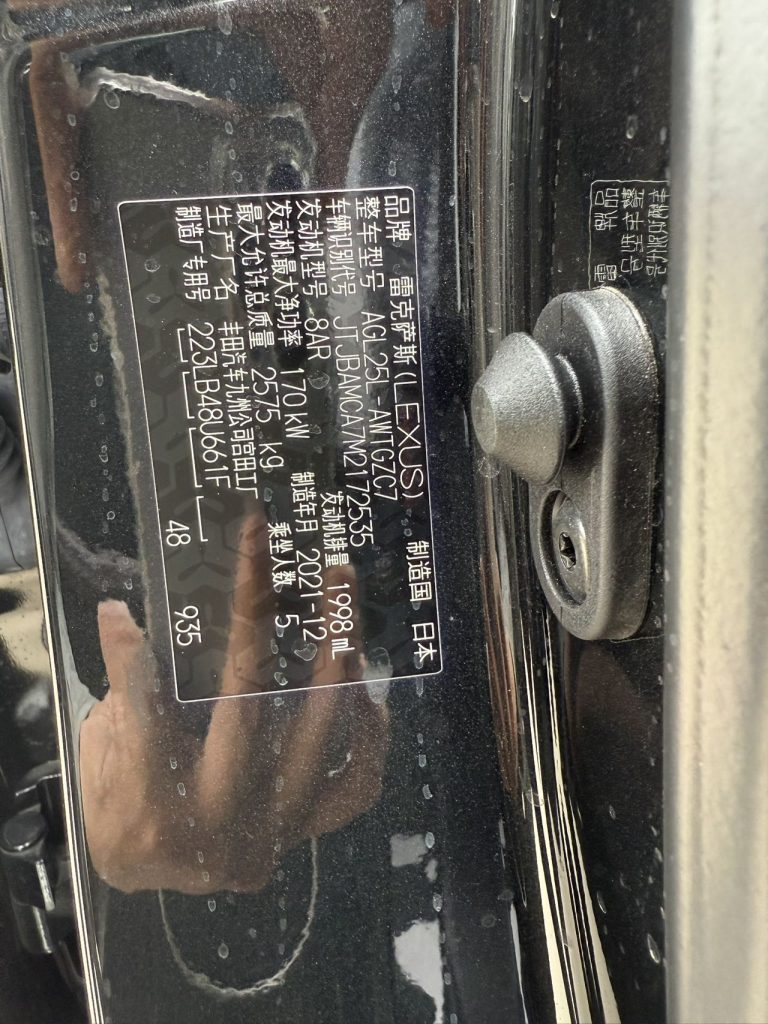 品牌 雷克萨斯(LEXUS) 制造国 日本
整车型号 AGL25L-AWTGZC7
车辆识别代号 JTJBAMCA7M2172535
发动机型号 8AR 发动机排量 1998 mL
发动机最大净功率 170 kW 制造年月 2021-12
最大允许总质量 2575 kg 乘坐人数 5
生产厂名 丰田汽车九州公司宫田工厂
制造厂专用号 223LB48U661F 48 935